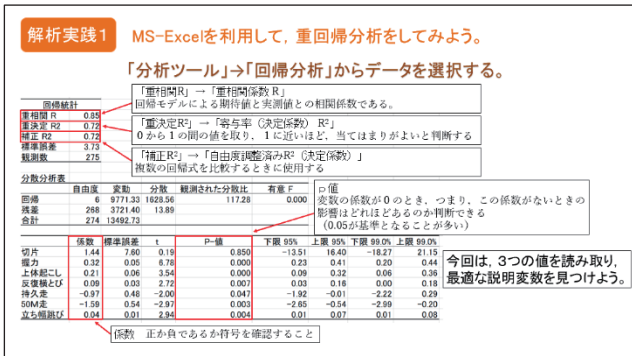 解析実践1 MS-Excelを利用して，重回帰分析をしてみよう。
「分析ツール」→「回帰分析」からデータを選択する。
回帰統計
重相関 R 0.85
重決定 R2 0.72
補正 R2 0.72
標準誤差 3.73
観測数 275
「重相関R」→「重相関係数 R」
回帰モデルによる期待値と実測値との相関係数である。
「重決定R²」→「寄与率（決定係数） R²」
0 から 1 の間の値を取り，1 に近いほど，当てはまりがよいと判断する
「補正R²」→「自由度調整済みR²（決定係数）」
複数の回帰式を比較するときに使用する
分散分析表
自由度 変動 分散 観測された分散比 有意 F
回帰 6 9771.33 1628.56 117.28 0.000
残差 268 3721.40 13.89
合計 274 13492.73
p 値
変数の係数が 0 のとき，つまり，この係数がないときの
影響はどれほどあるのか判断できる
（0.05が基準となることが多い）
係数 標準誤差 t P-値 下限 95% 上限 95% 下限 99.0% 上限 99.0%
切片 1.44 7.60 0.19 0.850 −13.51 16.40 −18.27 21.15
握力 0.32 0.05 6.78 0.000 0.23 0.41 0.20 0.44
上体起こし 0.21 0.06 3.54 0.000 0.09 0.32 0.06 0.36
反復横とび 0.09 0.03 2.72 0.007 0.03 0.16 0.00 0.18
持久走 −0.97 0.48 −2.00 0.047 −1.92 −0.01 −2.22 0.29
50M走 −1.59 0.54 −2.97 0.003 −2.65 −0.54 −2.99 −0.20
立ち幅跳び 0.04 0.01 2.94 0.004 0.01 0.07 0.01 0.08
今回は，3つの値を読み取り，
最適な説明変数を見つけよう。
係数 正か負であるか符号を確認すること